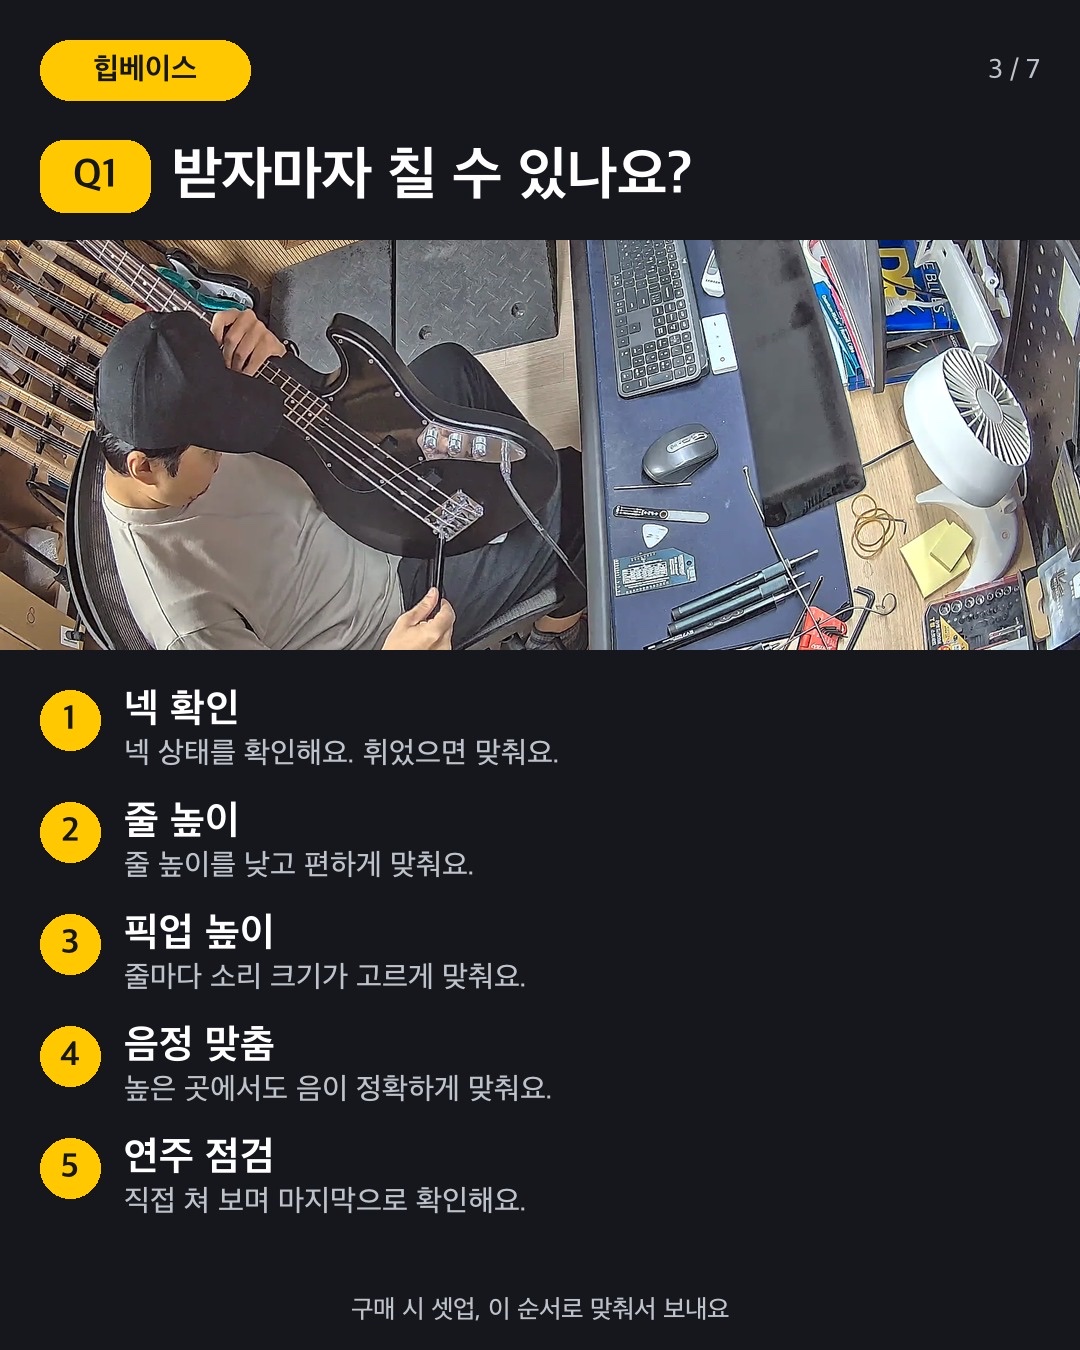 힙베이스
3 / 7
Q1 받자마자 칠 수 있나요?
1 넥 확인
넥 상태를 확인해요. 휘었으면 맞춰요.
2 줄 높이
줄 높이를 낮고 편하게 맞춰요.
3 픽업 높이
줄마다 소리 크기가 고르게 맞춰요.
4 음정 맞춤
높은 곳에서도 음이 정확하게 맞춰요.
5 연주 점검
직접 쳐 보며 마지막으로 확인해요.
구매 시 셋업, 이 순서로 맞춰서 보내요